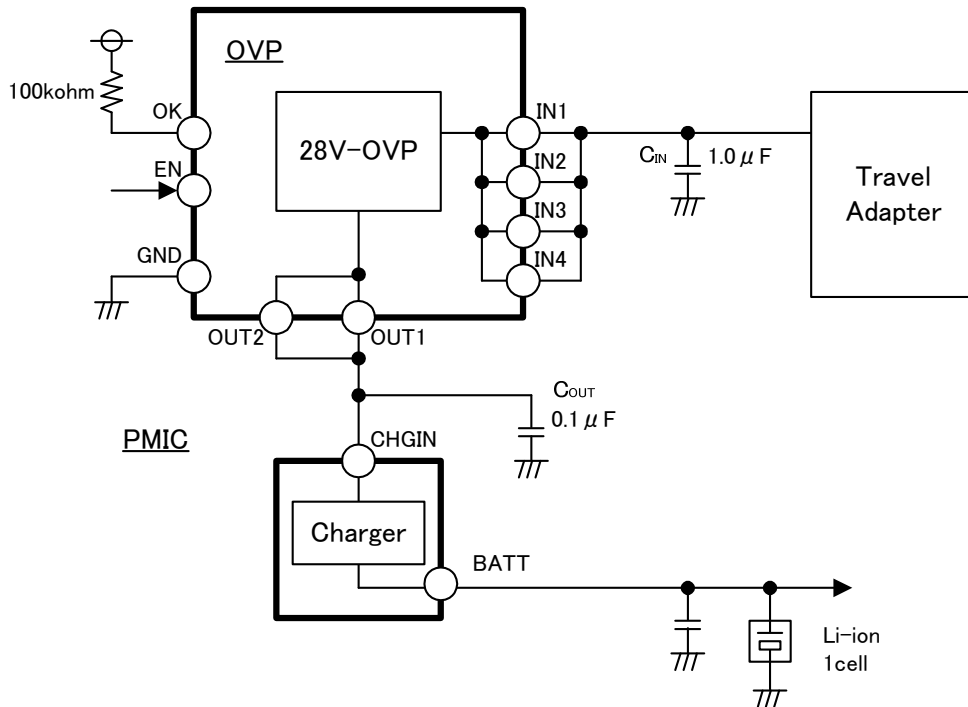 OVP
100kohm
OK
EN
GND
28V-OVP
IN1
IN2
IN3
IN4
CIN
1.0μF
Travel
Adapter
OUT2
OUT1
COUT
0.1μF
PMIC
CHGIN
Charger
BATT
Li-ion
1cell